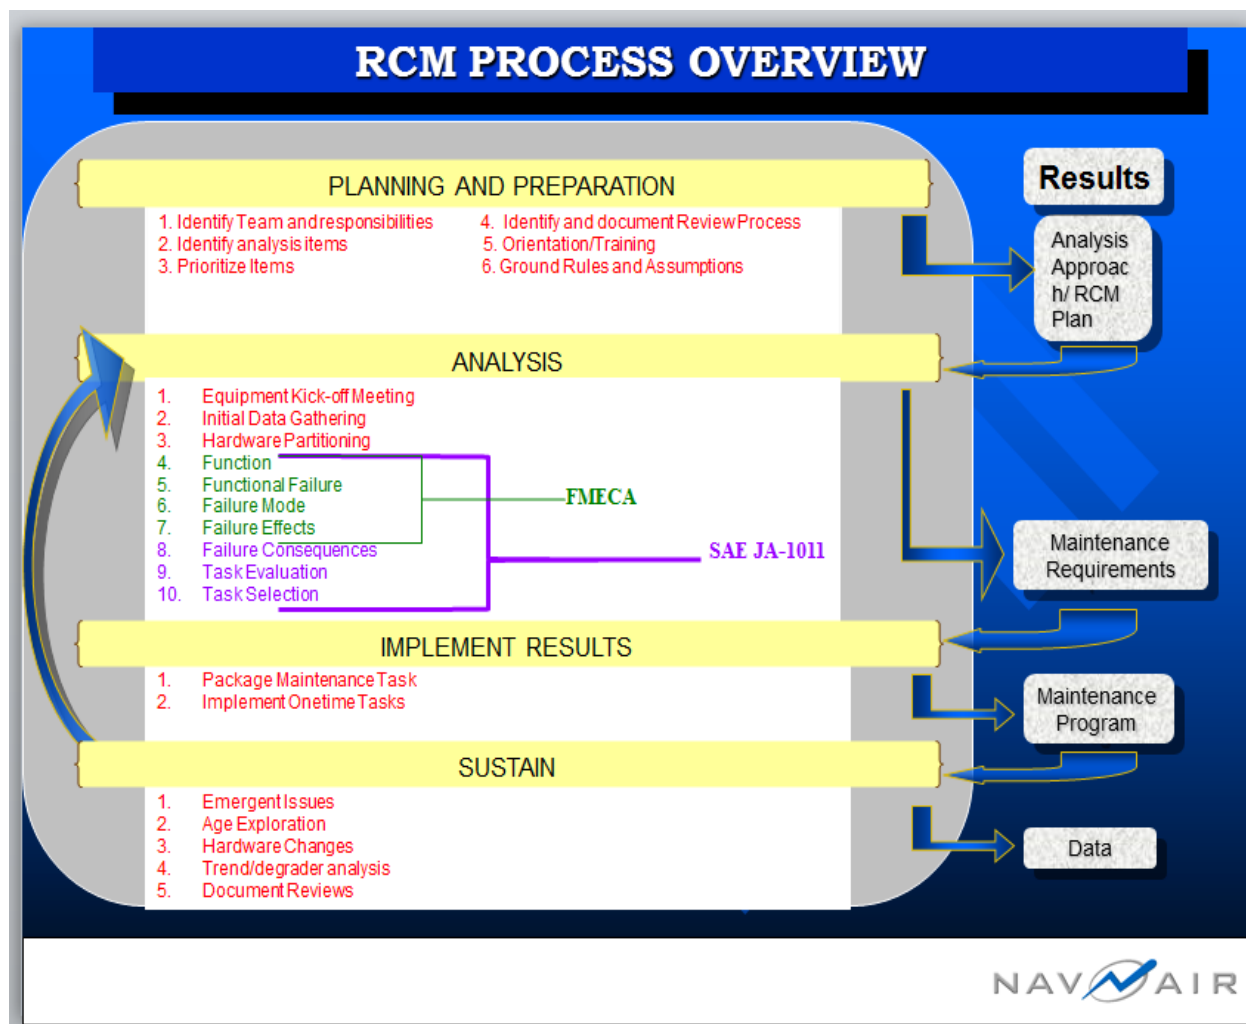 RCM PROCESS OVERVIEW
PLANNING AND PREPARATION
1. Identify Team and responsibilities
2. Identify analysis items
3. Prioritize Items
4. Identify and document Review Process
5. Orientation/Training
6. Ground Rules and Assumptions
Results
Analysis
Approac
h/ RCM
Plan
ANALYSIS
1. Equipment Kick-off Meeting
2. Initial Data Gathering
3. Hardware Partitioning
4. Function
5. Functional Failure
6. Failure Mode
7. Failure Effects
8. Failure Consequences
9. Task Evaluation
10. Task Selection
FMECA
SAE JA-1011
Maintenance
Requirements
IMPLEMENT RESULTS
1. Package Maintenance Task
2. Implement Onetime Tasks
Maintenance
Program
SUSTAIN
1. Emergent Issues
2. Age Exploration
3. Hardware Changes
4. Trend/degrader analysis
5. Document Reviews
Data
NAVAIR